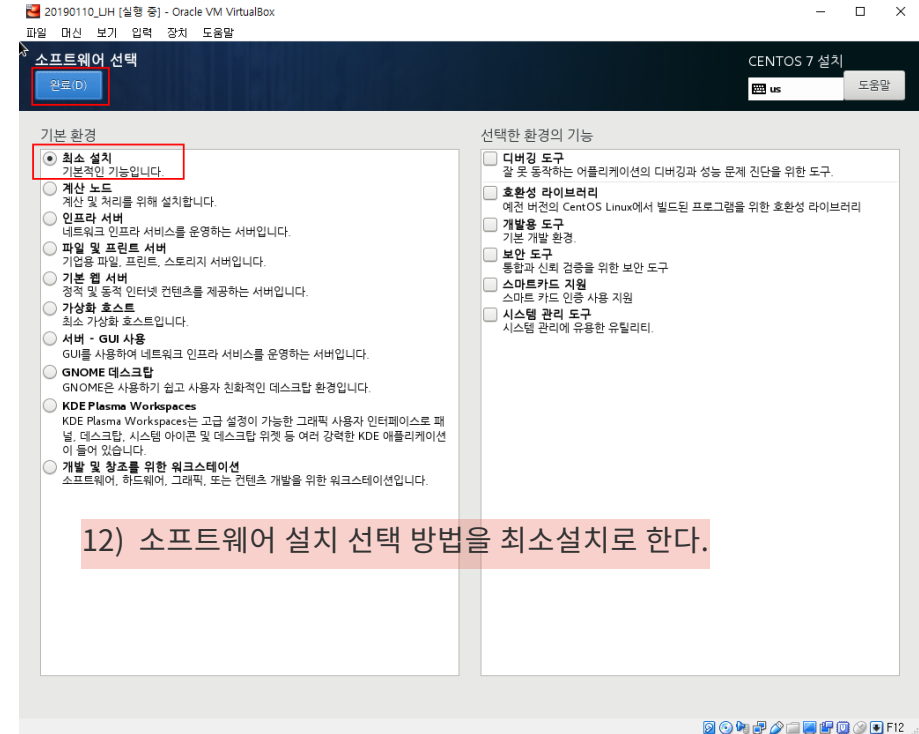 20190110_LJH [실행 중] - Oracle VM VirtualBox
파일 머신 보기 입력 장치 도움말
소프트웨어 선택
CENTOS 7 설치
완료(D)
us
도움말
기본 환경
최소 설치
기본적인 기능입니다.
계산 노드
계산 및 처리를 위해 설치합니다.
인프라 서버
네트워크 인프라 서비스를 운영하는 서버입니다.
파일 및 프린트 서버
기업용 파일, 프린트, 스토리지 서버입니다.
기본 웹 서버
정적 및 동적 인터넷 컨텐츠를 제공하는 서버입니다.
가상화 호스트
최소 가상화 호스트입니다.
서버 - GUI 사용
GUI를 사용하여 네트워크 인프라 서비스를 운영하는 서버입니다.
GNOME 데스크탑
GNOME은 사용하기 쉽고 사용자 친화적인 데스크탑 환경입니다.
KDE Plasma Workspaces
KDE Plasma Workspaces는 고급 설정이 가능한 그래픽 사용자 인터페이스로 패
널, 데스크탑, 시스템 아이콘 및 데스크탑 위젯 등 여러 강력한 KDE 애플리케이션
이 들어 있습니다.
개발 및 창조를 위한 워크스테이션
소프트웨어, 하드웨어, 그래픽, 또는 컨텐츠 개발을 위한 워크스테이션입니다.
선택한 환경의 기능
디버깅 도구
잘 못 동작하는 어플리케이션의 디버깅과 성능 문제 진단을 위한 도구.
호환성 라이브러리
예전 버전의 CentOS Linux에서 빌드된 프로그램을 위한 호환성 라이브러리
개발용 도구
기본 개발 환경.
보안 도구
통합과 신뢰 검증을 위한 보안 도구
스마트카드 지원
스마트 카드 인증 사용 지원
시스템 관리 도구
시스템 관리에 유용한 유틸리티.
12) 소프트웨어 설치 선택 방법을 최소설치로 한다.
F12